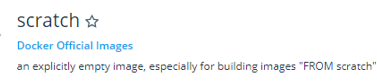 scratch
Docker Official Images
an explicitly empty image, especially for building images "FROM scratch"